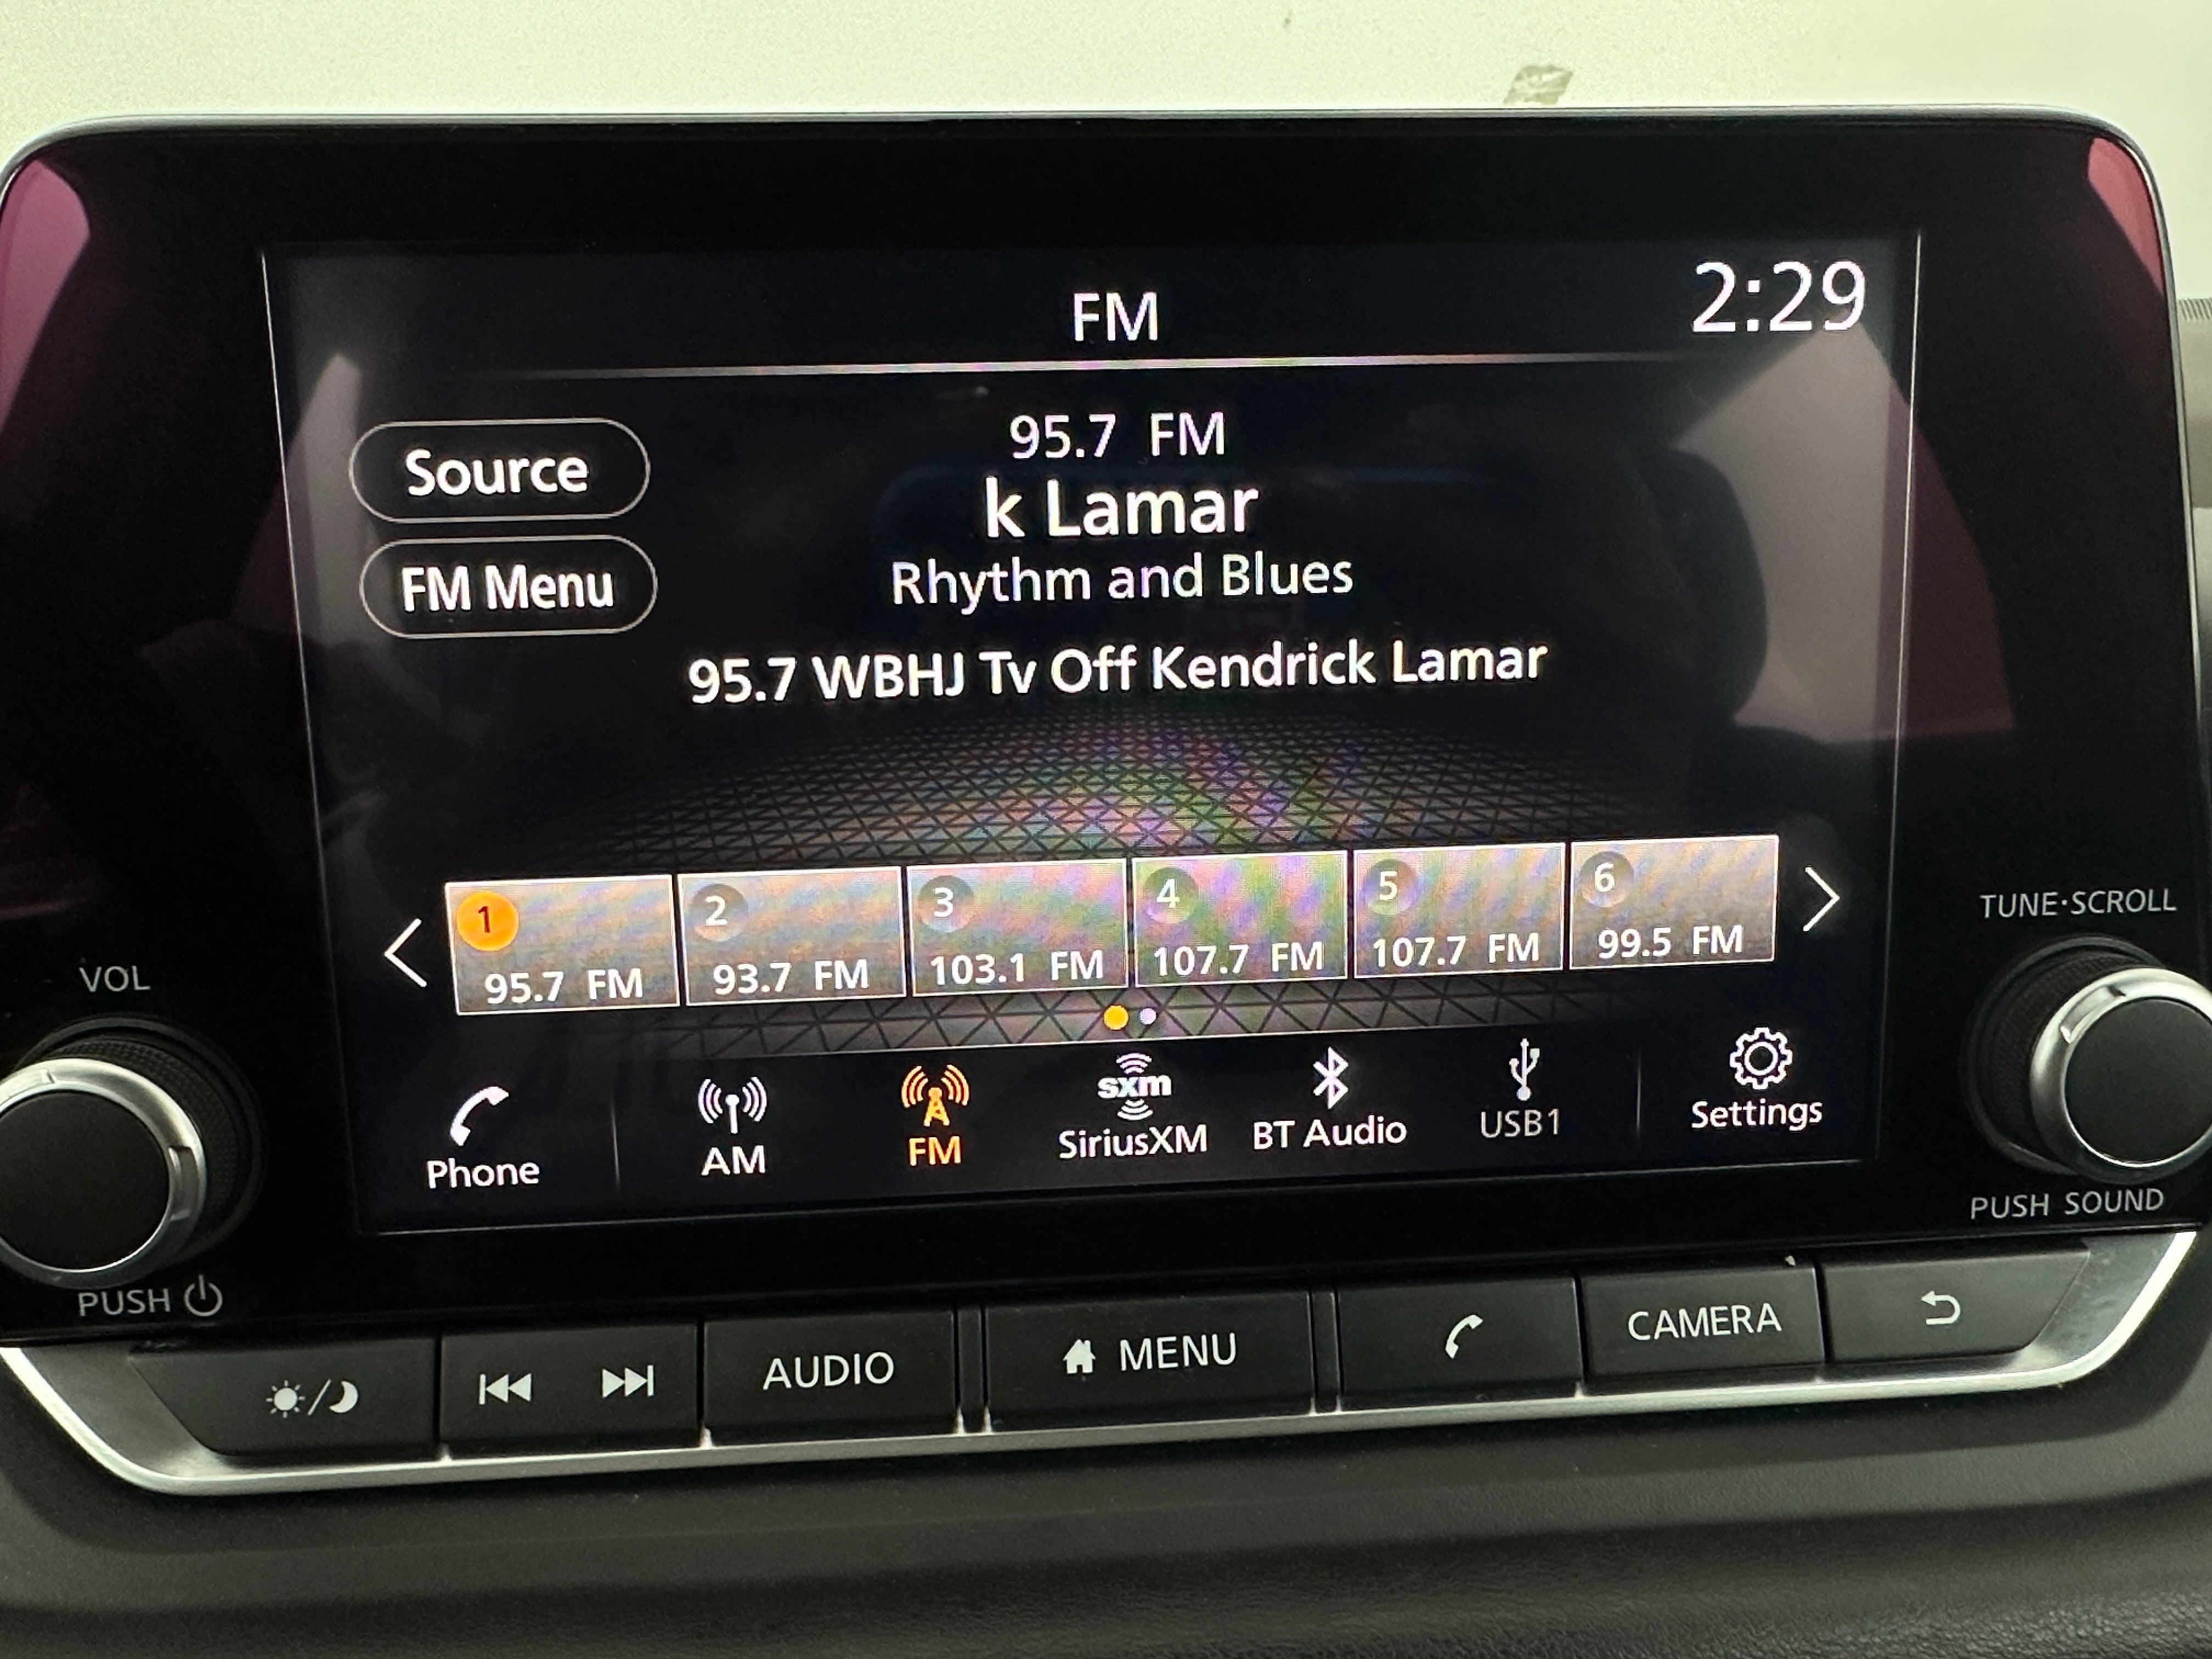 FM
2:29
Source
FM Menu
95.7 FM
k Lamar
Rhythm and Blues
95.7 WBHJ Tv Off Kendrick Lamar
1
95.7 FM
2
93.7 FM
3
103.1 FM
4
107.7 FM
5
107.7 FM
6
99.5 FM
Phone
AM
FM
sxm
SiriusXM
BT Audio
USB1
Settings
VOL
PUSH
TUNE·SCROLL
PUSH SOUND
AUDIO
MENU
CAMERA